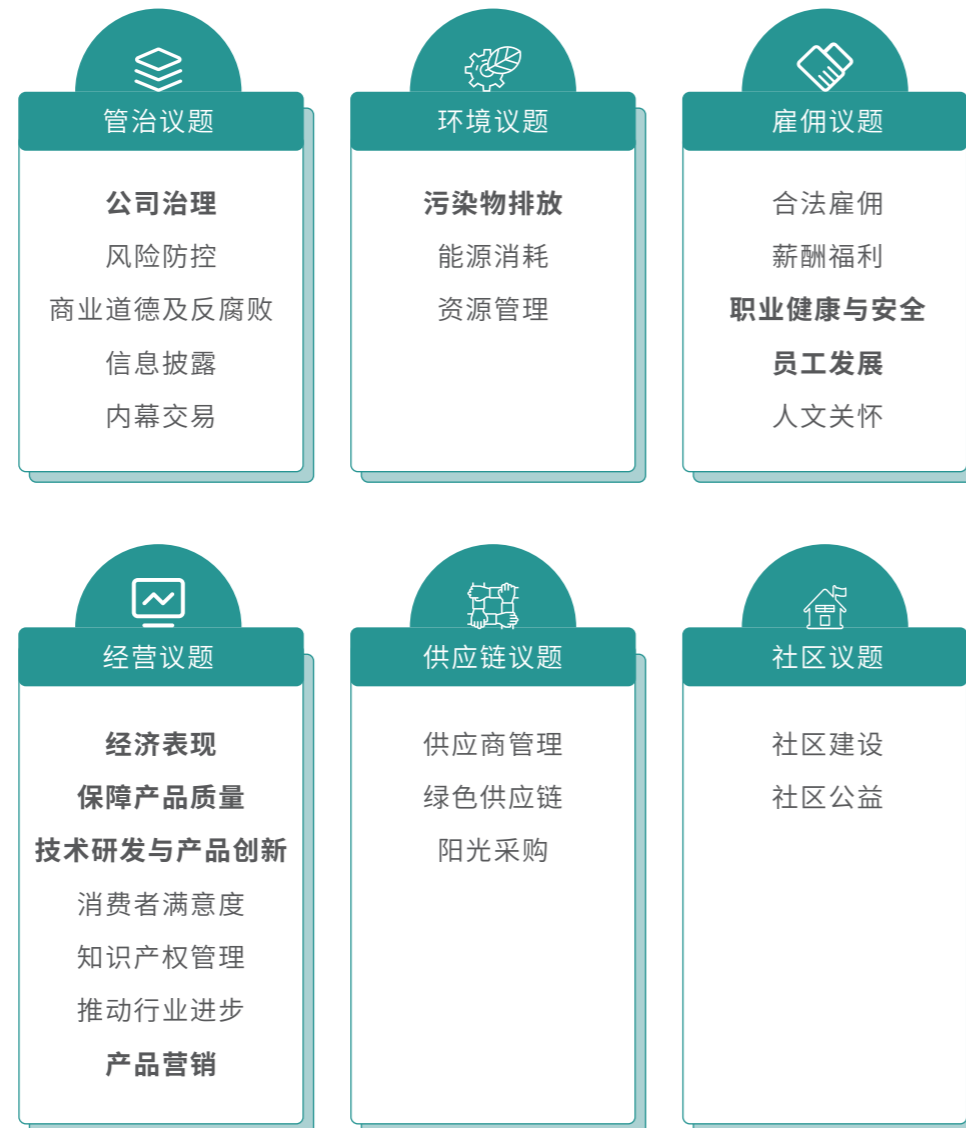 管治议题
公司治理
风险防控
商业道德及反腐败
信息披露
内幕交易
环境议题
污染物排放
能源消耗
资源管理
雇佣议题
合法雇佣
薪酬福利
职业健康与安全
员工发展
人文关怀
经营议题
经济表现
保障产品质量
技术研发与产品创新
消费者满意度
知识产权管理
推动行业进步
产品营销
供应链议题
供应商管理
绿色供应链
阳光采购
社区议题
社区建设
社区公益